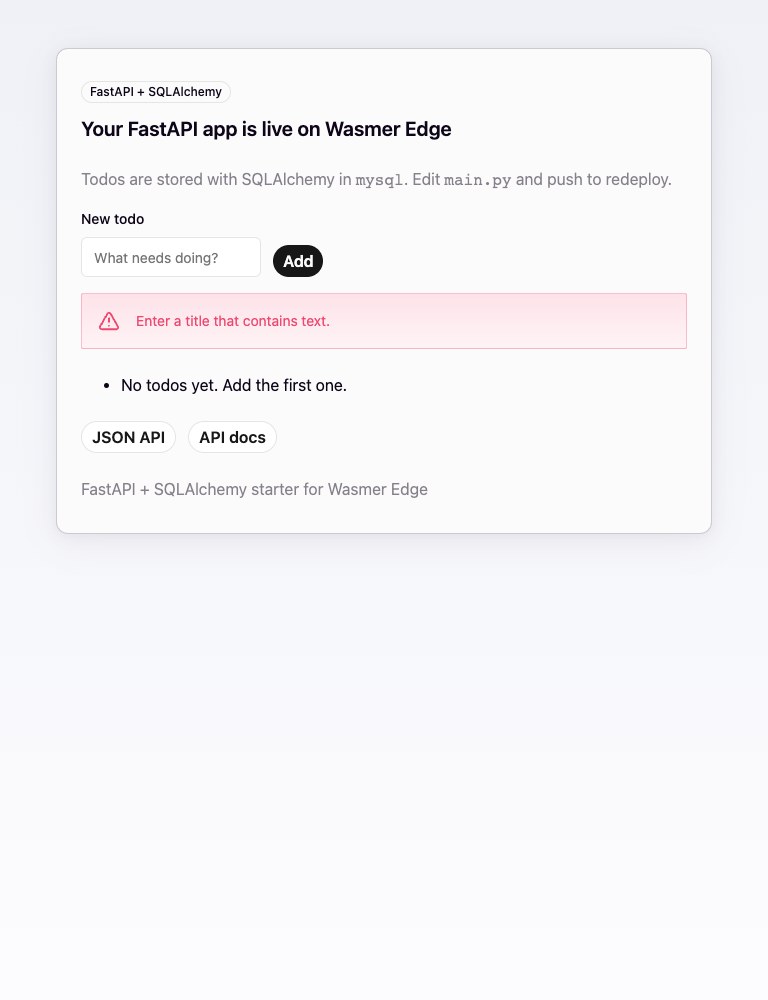 FastAPI + SQLAlchemy
Your FastAPI app is live on Wasmer Edge
Todos are stored with SQLAlchemy in mysql. Edit main.py and push to redeploy.
New todo
What needs doing?
Add
Enter a title that contains text.
No todos yet. Add the first one.
JSON API
API docs
FastAPI + SQLAlchemy starter for Wasmer Edge